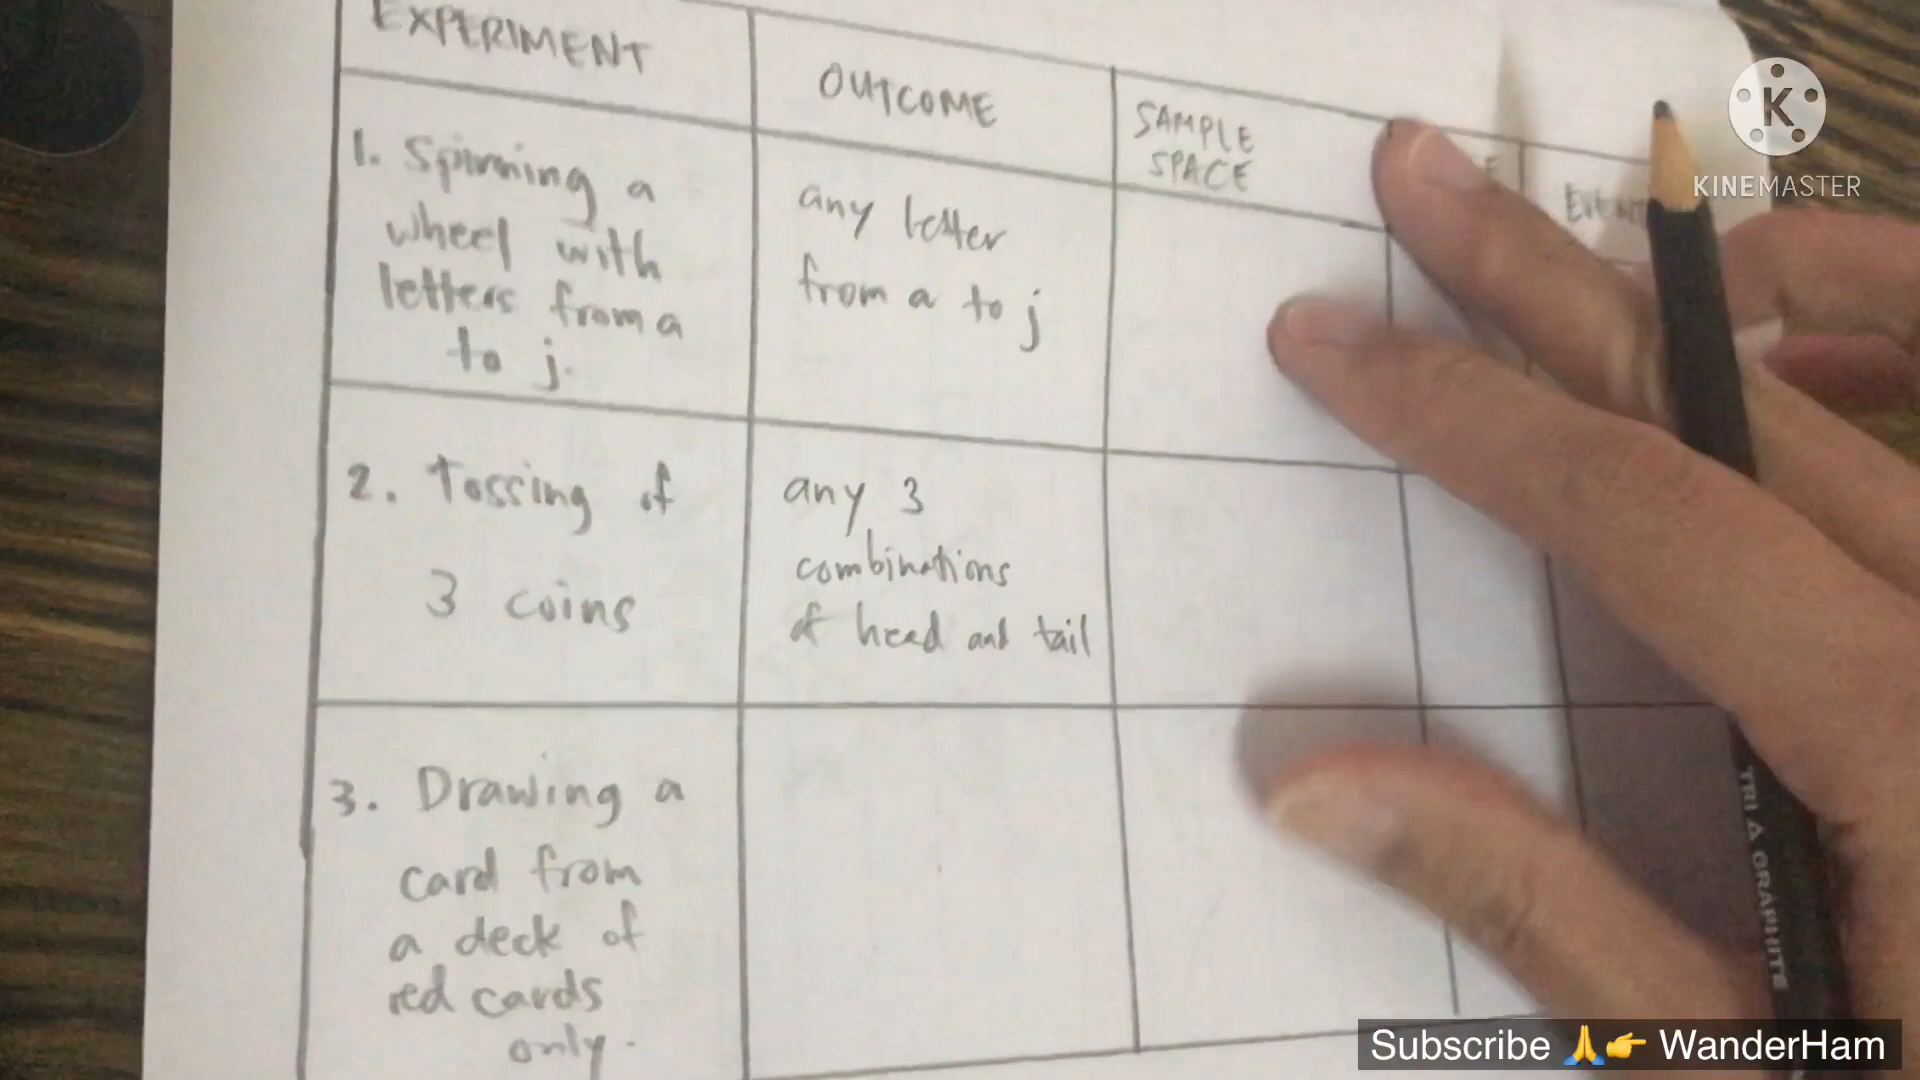 EXPERIMENT
OUTCOME
SAMPLE
SPACE
E
EVENT
1. Spinning a
wheel with
letters from a
to j.
any letter
from a to j
2. Tossing of
3 coins
any 3
combinations
of head and tail
3. Drawing a
card from
a deck of
red cards
only.
K
KINEMASTER
TRI A GRAPHITE
Subscribe 🙏👉 WanderHam